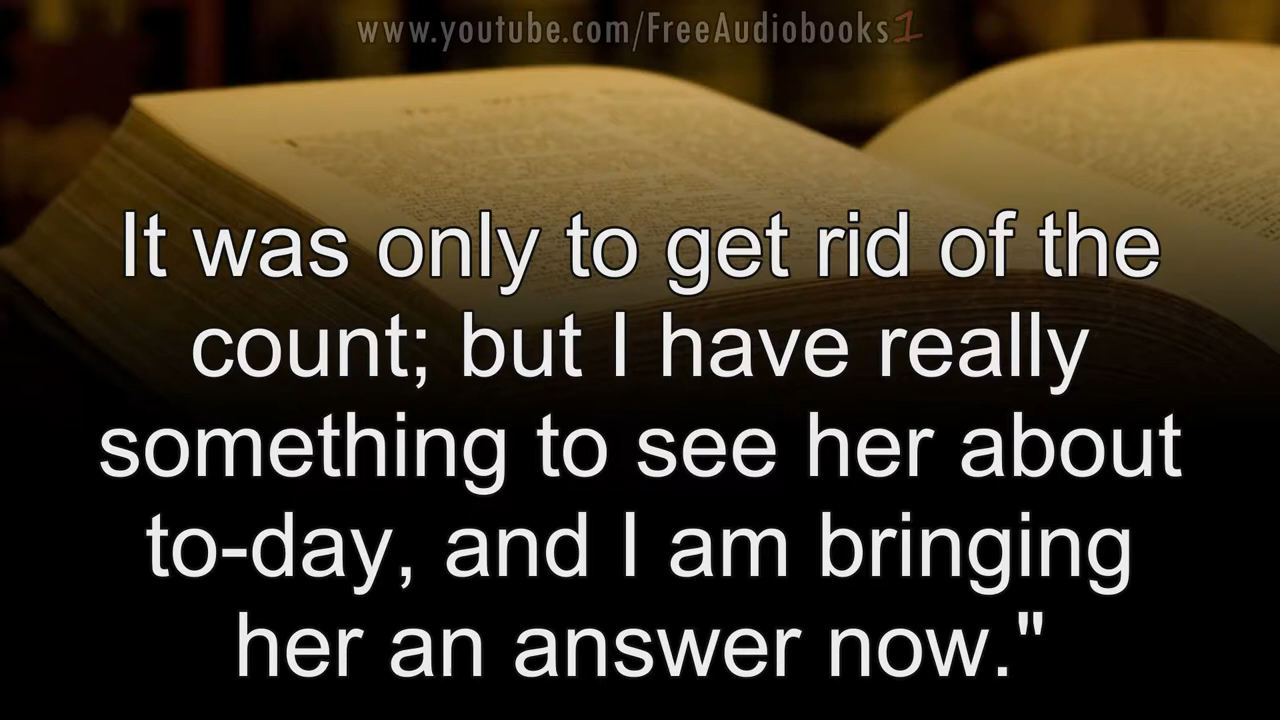 www.youtube.com/FreeAudiobooks1
It was only to get rid of the
count; but I have really
something to see her about
to-day, and I am bringing
her an answer now."